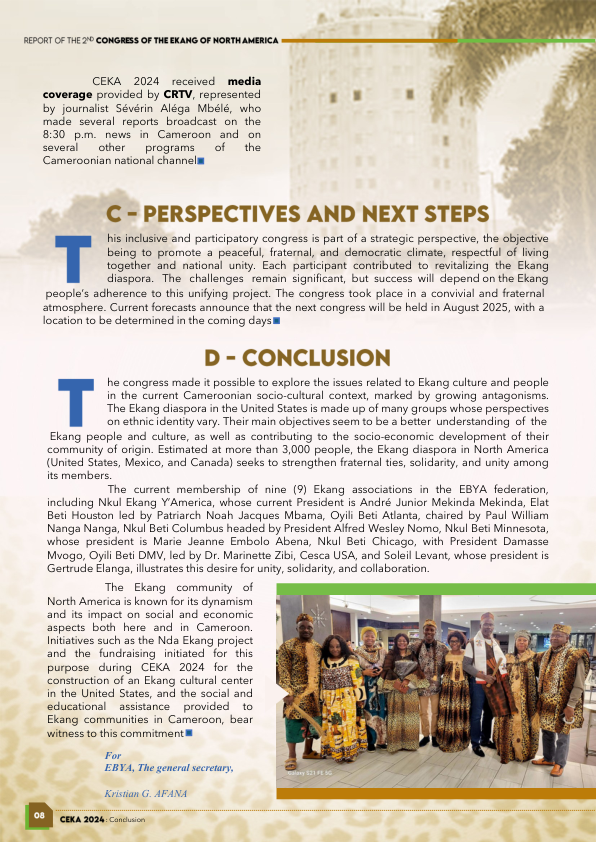 REPORT OF THE 2ND CONGRESS OF THE EKANG OF NORTH AMERICA
CEKA 2024 received media
coverage provided by CRTV, represented
by journalist Sévérin Aléga Mbélé, who
made several reports broadcast on the
8:30 p.m. news in Cameroon and on
several other programs of the
Cameroonian national channel
C - PERSPECTIVES AND NEXT STEPS
This inclusive and participatory congress is part of a strategic perspective, the objective
being to promote a peaceful, fraternal, and democratic climate, respectful of living
together and national unity. Each participant contributed to revitalizing the Ekang
diaspora. The challenges remain significant, but success will depend on the Ekang
people's adherence to this unifying project. The congress took place in a convivial and fraternal
atmosphere. Current forecasts announce that the next congress will be held in August 2025, with a
location to be determined in the coming days
D - CONCLUSION
The congress made it possible to explore the issues related to Ekang culture and people
in the current Cameroonian socio-cultural context, marked by growing antagonisms.
The Ekang diaspora in the United States is made up of many groups whose perspectives
on ethnic identity vary. Their main objectives seem to be a better understanding of the
Ekang people and culture, as well as contributing to the socio-economic development of their
community of origin. Estimated at more than 3,000 people, the Ekang diaspora in North America
(United States, Mexico, and Canada) seeks to strengthen fraternal ties, solidarity, and unity among
its members.
The current membership of nine (9) Ekang associations in the EBYA federation,
including Nkul Ekang Y'America, whose current President is André Junior Mekinda Mekinda, Elat
Beti Houston led by Patriarch Noah Jacques Mbama, Oyili Beti Atlanta, chaired by Paul William
Nanga Nanga, Nkul Beti Columbus headed by President Alfred Wesley Nomo, Nkul Beti Minnesota,
whose president is Marie Jeanne Embolo Abena, Nkul Beti Chicago, with President Damasse
Mvogo, Oyili Beti DMV, led by Dr. Marinette Zibi, Cesca USA, and Soleil Levant, whose president is
Gertrude Elanga, illustrates this desire for unity, solidarity, and collaboration.
The Ekang community of
North America is known for its dynamism
and its impact on social and economic
aspects both here and in Cameroon.
Initiatives such as the Nda Ekang project
and the fundraising initiated for this
purpose during CEKA 2024 for the
construction of an Ekang cultural center
in the United States, and the social and
educational assistance provided to
Ekang communities in Cameroon, bear
witness to this commitment
For
EBYA, The general secretary,
Kristian G. AFANA
Galaxy S23 FE 5G
08
CEKA 2024 : Conclusion